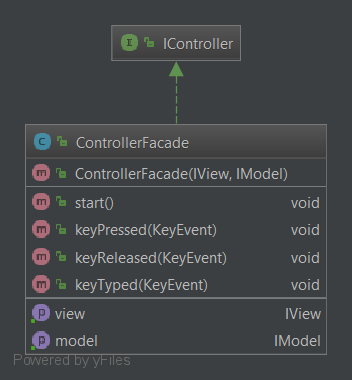 I IController
C ControllerFacade
m ControllerFacade(IView, IModel)
m start() void
m keyPressed(KeyEvent) void
m keyReleased(KeyEvent) void
m keyTyped(KeyEvent) void
p view IView
p model IModel
Powered by yFiles